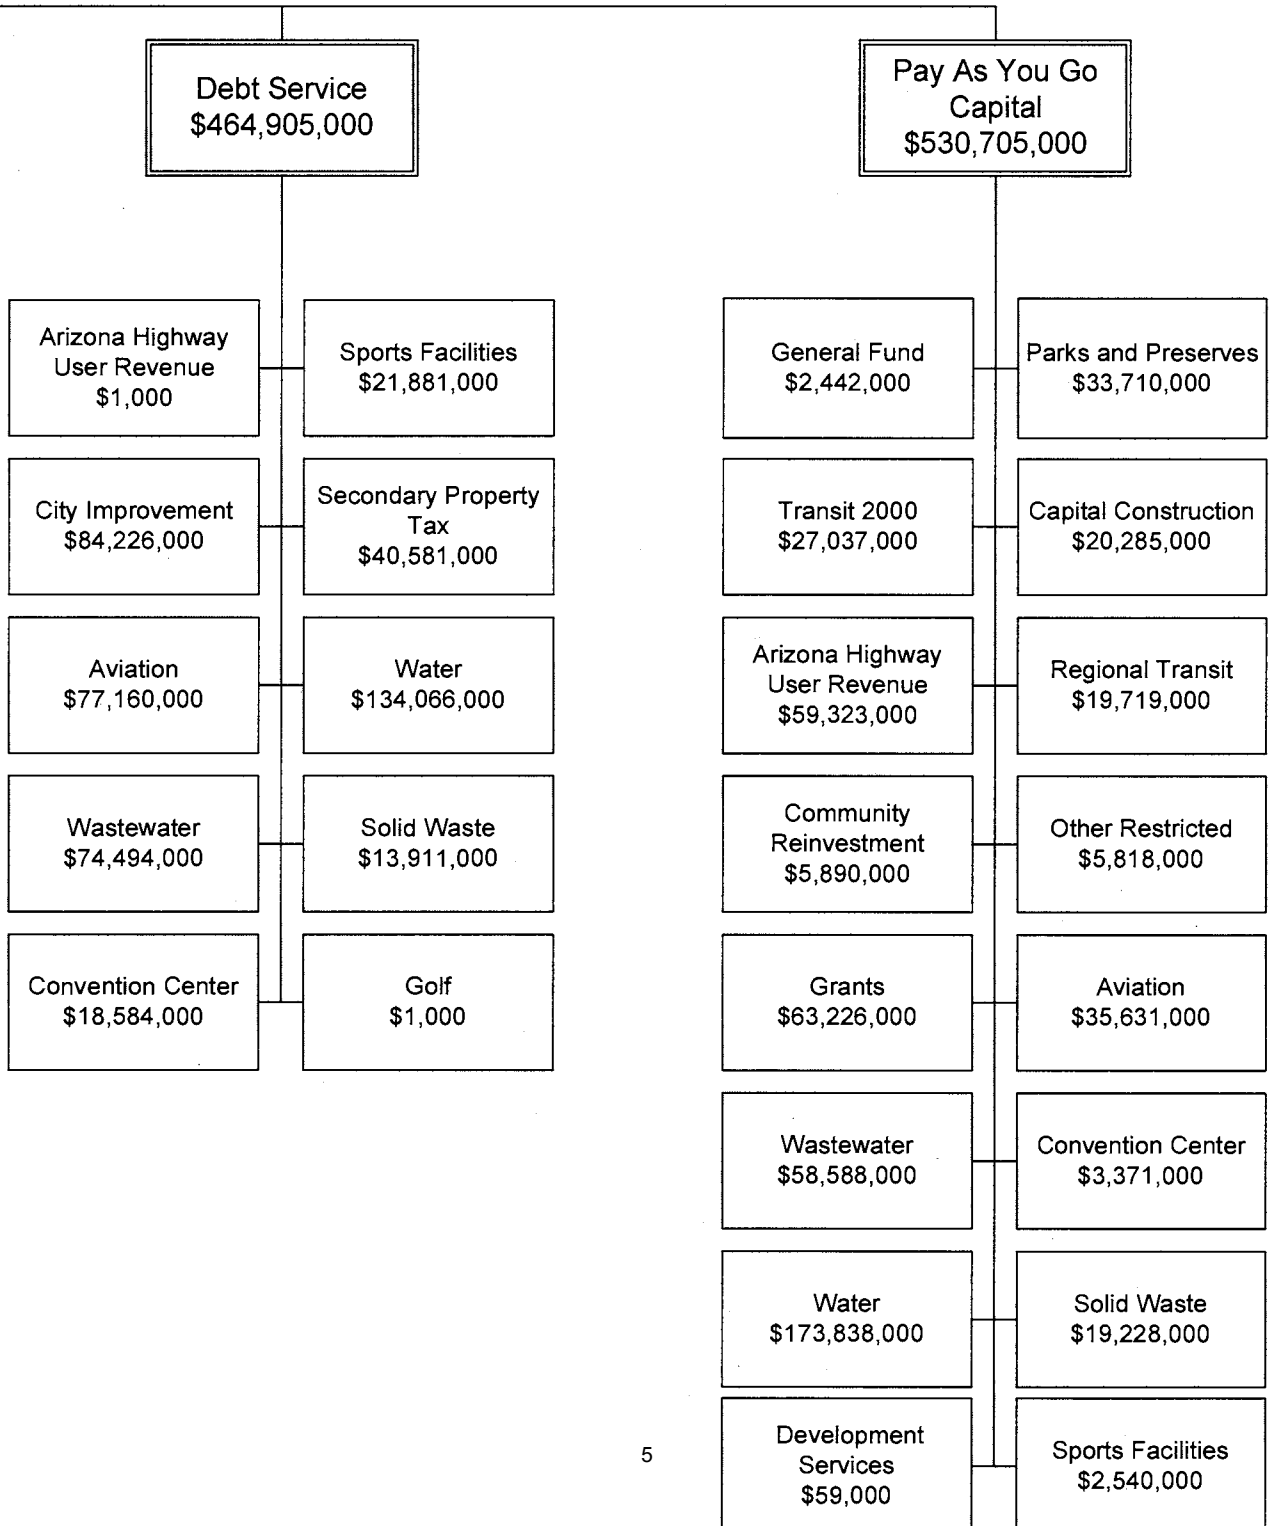 Debt Service
$464,905,000
Pay As You Go
Capital
$530,705,000
Arizona Highway
User Revenue
$1,000
Sports Facilities
$21,881,000
City Improvement
$84,226,000
Secondary Property
Tax
$40,581,000
Aviation
$77,160,000
Water
$134,066,000
Wastewater
$74,494,000
Solid Waste
$13,911,000
Convention Center
$18,584,000
Golf
$1,000
General Fund
$2,442,000
Parks and Preserves
$33,710,000
Transit 2000
$27,037,000
Capital Construction
$20,285,000
Arizona Highway
User Revenue
$59,323,000
Regional Transit
$19,719,000
Community
Reinvestment
$5,890,000
Other Restricted
$5,818,000
Grants
$63,226,000
Aviation
$35,631,000
Wastewater
$58,588,000
Convention Center
$3,371,000
Water
$173,838,000
Solid Waste
$19,228,000
Development
Services
$59,000
Sports Facilities
$2,540,000
5